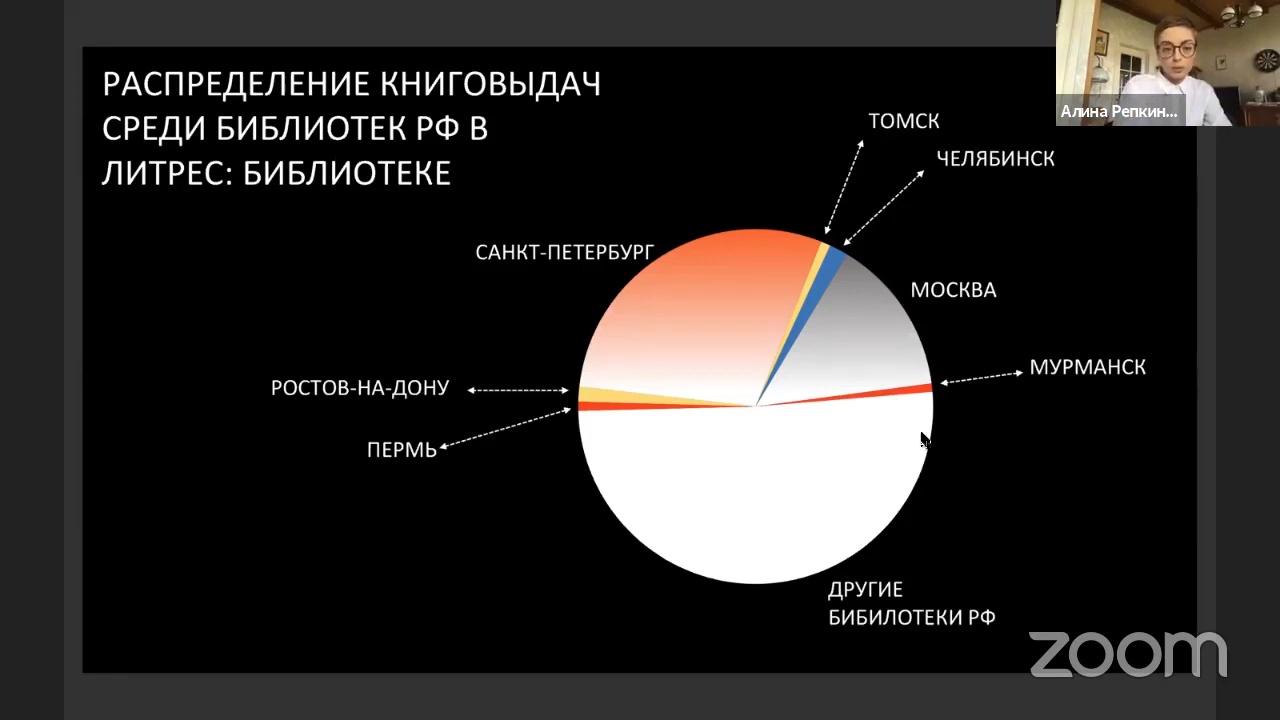 РАСПРЕДЕЛЕНИЕ КНИГОВЫДАЧ
СРЕДИ БИБЛИОТЕК РФ В
ЛИТРЕС: БИБЛИОТЕКЕ
Алина Репкин...
ТОМСК
ЧЕЛЯБИНСК
САНКТ-ПЕТЕРБУРГ
МОСКВА
МУРМАНСК
РОСТОВ-НА-ДОНУ
ПЕРМЬ
ДРУГИЕ
БИБИЛОТЕКИ РФ
zoom